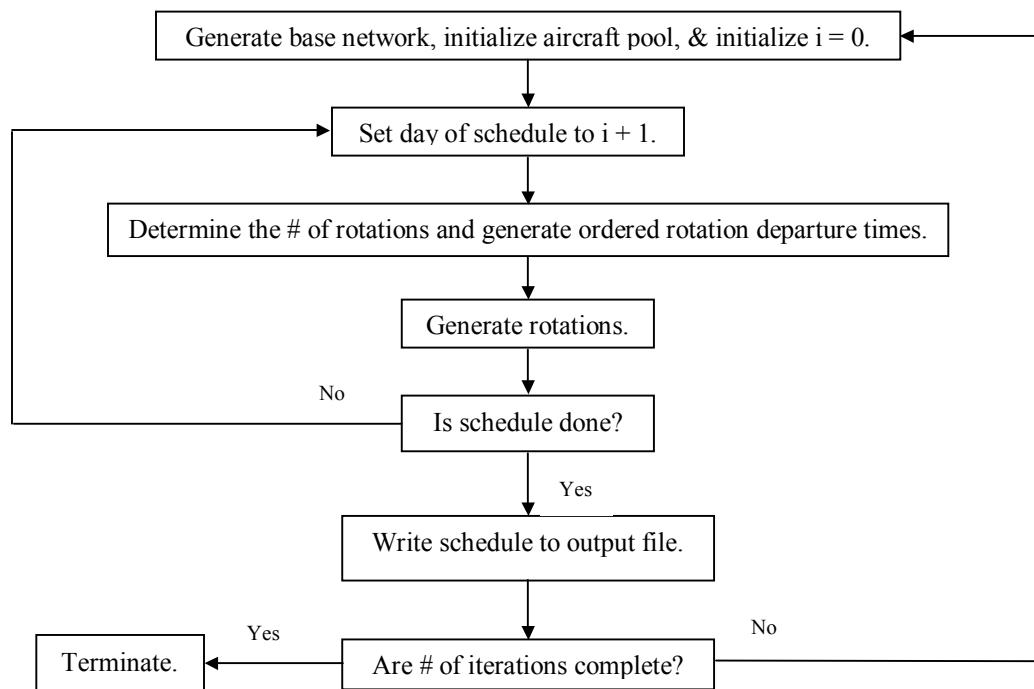 Generate base network, initialize aircraft pool, & initialize i = 0.
Set day of schedule to i + 1.
Determine the # of rotations and generate ordered rotation departure times.
Generate rotations.
No
Is schedule done?
Yes
Write schedule to output file.
Yes
No
Terminate.
Are # of iterations complete?